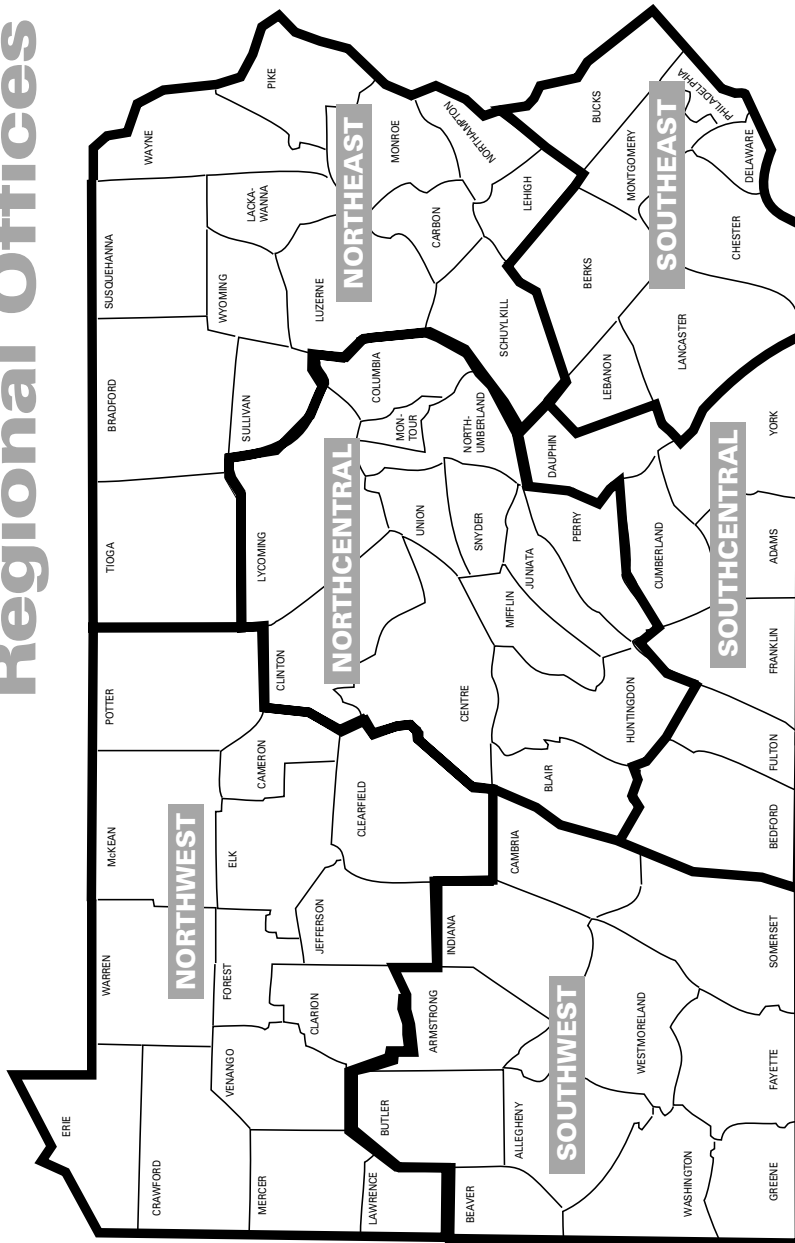 Regional Offices
ERIE
CRAWFORD
MERCER
LAWRENCE
VENANGO
WARREN
FOREST
CLARION
JEFFERSON
McKEAN
ELK
CLEARFIELD
CAMERON
POTTER
NORTHWEST
BUTLER
BEAVER
ALLEGHENY
ARMSTRONG
INDIANA
CAMBRIA
WESTMORELAND
WASHINGTON
GREENE
FAYETTE
SOMERSET
SOUTHWEST
CLINTON
LYCOMING
CENTRE
UNION
SNYDER
MIFFLIN
JUNIATA
PERRY
HUNTINGDON
BLAIR
COLUMBIA
MON-
TOUR
NORTH-
UMBERLAND
NORTHCENTRAL
BEDFORD
FULTON
FRANKLIN
ADAMS
YORK
CUMBERLAND
DAUPHIN
SOUTHCENTRAL
TIOGA
BRADFORD
SULLIVAN
SUSQUEHANNA
WYOMING
LACKA-
WANNA
WAYNE
PIKE
LUZERNE
MONROE
CARBON
NORTHAMPTON
LEHIGH
SCHUYLKILL
NORTHEAST
LEBANON
LANCASTER
BERKS
CHESTER
MONTGOMERY
BUCKS
DELAWARE
PHILADELPHIA
SOUTHEAST